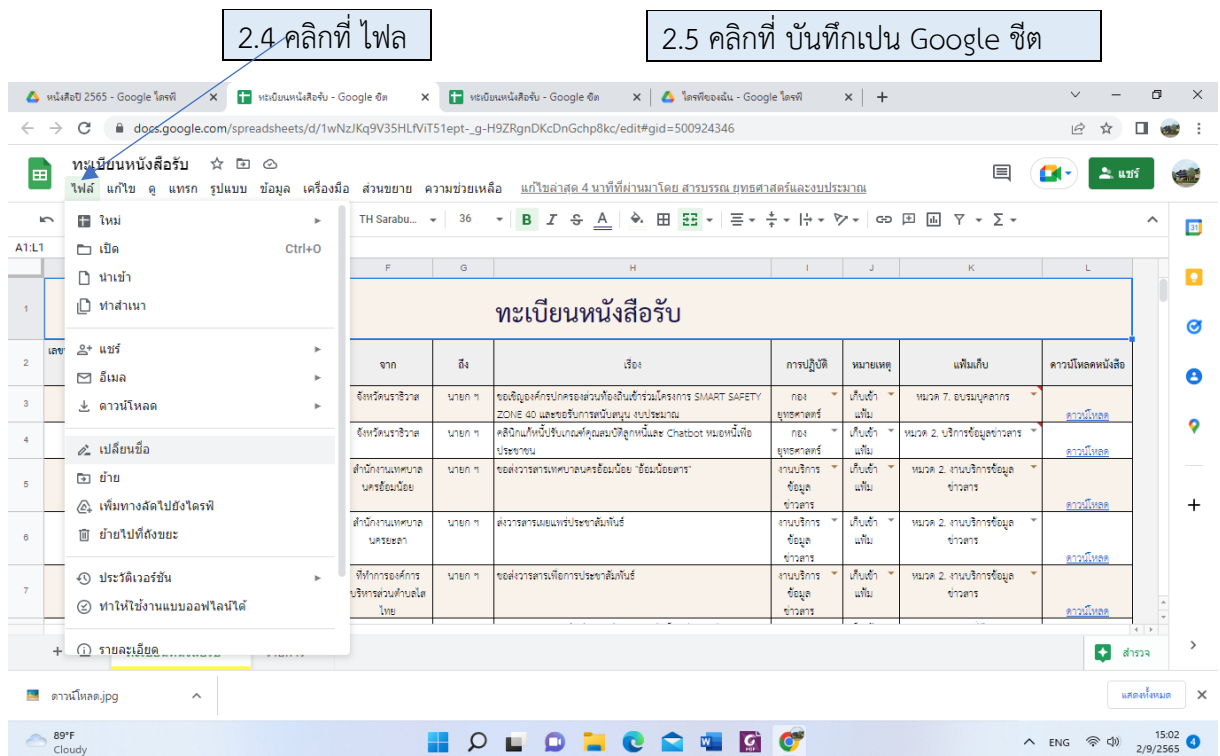 2.4 คลิกที่ ไฟล
2.5 คลิกที่ บันทึกเปน Google ชีต
หนังสือปี 2565 - Google ไดรฟ์
ทะเบียนหนังสือรับ - Google ชีต
ทะเบียนหนังสือรับ - Google ชีต
ไดรฟ์ของฉัน - Google ไดรฟ์
docs.google.com/spreadsheets/d/1wNzJKq9V35HLfViT51ept-_g-H9ZRgnDKcDnGchp8kc/edit#gid=500924346
ทะเบียนหนังสือรับ
ไฟล์ แก้ไข ดู แทรก รูปแบบ ข้อมูล เครื่องมือ ส่วนขยาย ความช่วยเหลือ แก้ไขล่าสุด 4 นาทีที่ผ่านมาโดย สารบรรณ ยุทธศาสตร์และงบประมาณ
แชร์
TH Sarabu... 36 B I S A
A1:L1
ใหม่
เปิด Ctrl+O
นำเข้า
ทำสำเนา
แชร์
อีเมล
ดาวน์โหลด
เปลี่ยนชื่อ
ย้าย
เพิ่มทางลัดไปยังไดรฟ์
ย้ายไปที่ถังขยะ
ประวัติเวอร์ชัน
ทำให้ใช้งานแบบออฟไลน์ได้
รายละเอียด
F G H I J K L
1 ทะเบียนหนังสือรับ
2 จาก ถึง เรื่อง การปฏิบัติ หมายเหตุ แฟ้มเก็บ ดาวน์โหลดหนังสือ
3 จังหวัดนราธิวาส นายก ฯ ขอเชิญองค์กรปกครองส่วนท้องถิ่นเข้าร่วมโครงการ SMART SAFETY ZONE 40 และขอรับการสนับสนุน งบประมาณ กอง ยุทธศาสตร์ เก็บเข้า แฟ้ม หมวด 7. อบรมบุคลากร ดาวน์โหลด
4 จังหวัดนราธิวาส นายก ฯ คลินิกแก้หนี้ปรับเกณฑ์คุณสมบัติลูกหนี้และ Chatbot หมอหนี้เพื่อประชาชน กอง ยุทธศาสตร์ เก็บเข้า แฟ้ม หมวด 2. บริการข้อมูลข่าวสาร ดาวน์โหลด
5 สำนักงานเทศบาลนครอ้อมน้อย นายก ฯ ขอส่งวารสารเทศบาลนครอ้อมน้อย "อ้อมน้อยสาร" งานบริการ ข้อมูล ข่าวสาร เก็บเข้า แฟ้ม หมวด 2. งานบริการข้อมูล ข่าวสาร ดาวน์โหลด
6 สำนักงานเทศบาลนครยะลา นายก ฯ ส่งวารสารเผยแพร่ประชาสัมพันธ์ งานบริการ ข้อมูล ข่าวสาร เก็บเข้า แฟ้ม หมวด 2. งานบริการข้อมูล ข่าวสาร ดาวน์โหลด
7 ที่ทำการองค์การบริหารส่วนตำบลไสไทย นายก ฯ ขอส่งวารสารเพื่อการประชาสัมพันธ์ งานบริการ ข้อมูล ข่าวสาร เก็บเข้า แฟ้ม หมวด 2. งานบริการข้อมูล ข่าวสาร ดาวน์โหลด
สำรวจ
ดาวน์โหลด.jpg
แสดงทั้งหมด
89°F
Cloudy
ENG
15:02
2/9/2565
4